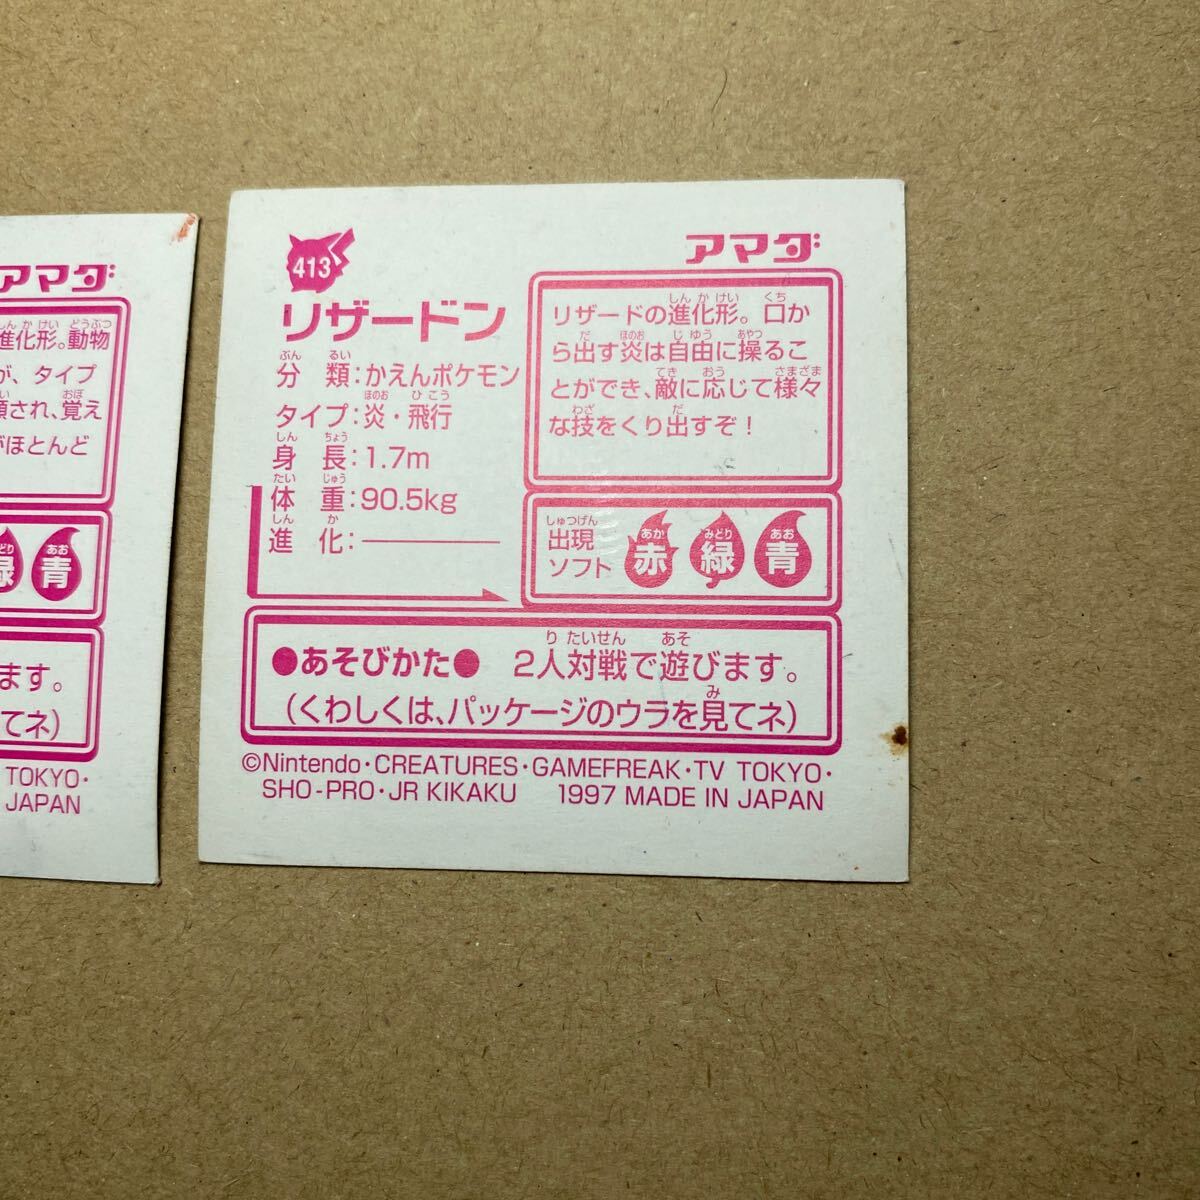 アマダ
進化形。動物
が、タイプ
類され、覚え
がほとんど
緑 青
ます。
てネ)
TOKYO・
JAPAN
413
アマダ
リザードン
分類:かえんポケモン
タイプ:炎・飛行
身長:1.7m
体重:90.5kg
進化:
リザードの進化形。口か
ら出す炎は自由に操るこ
とができ、敵に応じて様々
な技をくり出すぞ!
出現
ソフト
赤 緑 青
●あそびかた● 2人対戦で遊びます。
(くわしくは、パッケージのウラを見てネ)
©Nintendo・CREATURES・GAMEFREAK・TV TOKYO・
SHO-PRO・JR KIKAKU 1997 MADE IN JAPAN